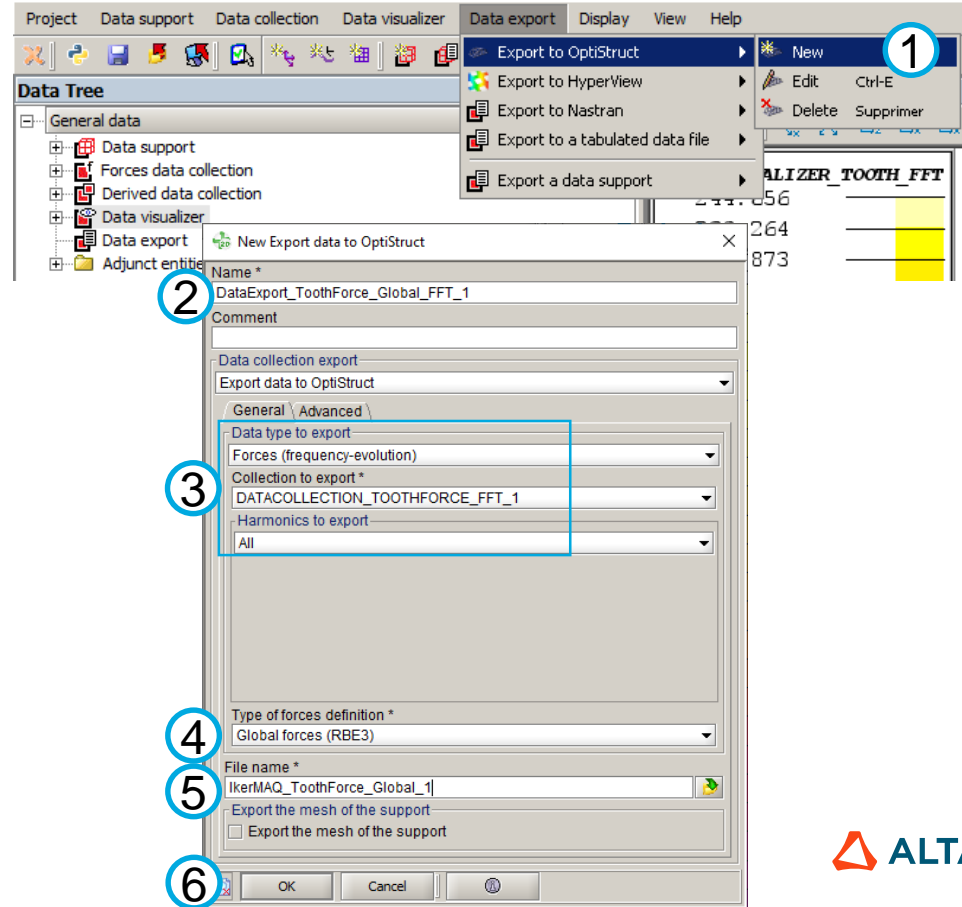 Project Data support Data collection Data visualizer Data export Display View Help
Export to OptiStruct
New
1
Data Tree
Export to HyperView
Edit Ctrl-E
General data
Export to Nastran
Delete Supprimer
Data support
Export to a tabulated data file
Forces data collection
Derived data collection
Export a data support
ALIZER_TOOTH_FFT
Data visualizer
264
Data export
873
Adjunct entitie
New Export data to OptiStruct
Name *
2
DataExport_ToothForce_Global_FFT_1
Comment
Data collection export
Export data to OptiStruct
General Advanced
Data type to export
Forces (frequency-evolution)
3
Collection to export *
DATACOLLECTION_TOOTHFORCE_FFT_1
Harmonics to export
All
Type of forces definition *
4
Global forces (RBE3)
File name *
5
IkerMAQ_ToothForce_Global_1
Export the mesh of the support
Export the mesh of the support
6
OK Cancel
ALTA